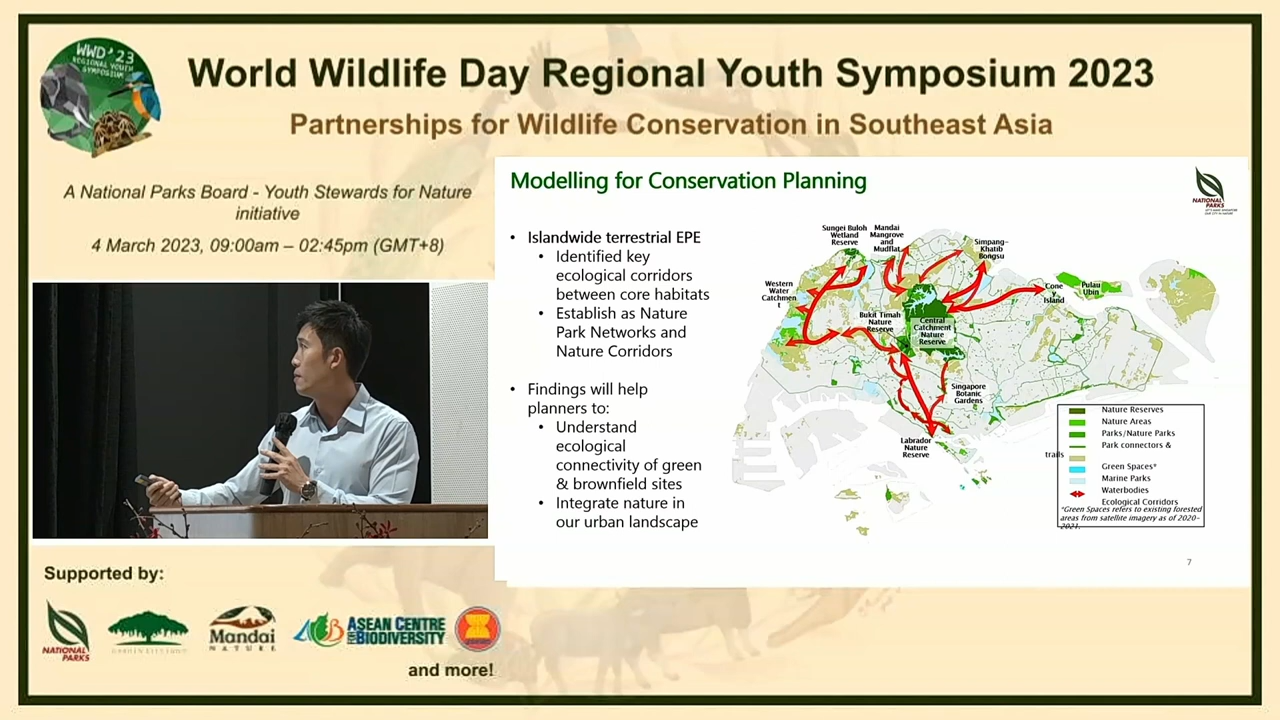 WWD'23
REGIONAL YOUTH
SYMPOSIUM
World Wildlife Day Regional Youth Symposium 2023
Partnerships for Wildlife Conservation in Southeast Asia
A National Parks Board - Youth Stewards for Nature
initiative
4 March 2023, 09:00am – 02:45pm (GMT+8)
Modelling for Conservation Planning
NATIONAL
PARKS
• Islandwide terrestrial EPE
• Identified key
ecological corridors
between core habitats
• Establish as Nature
Park Networks and
Nature Corridors
• Findings will help
planners to:
• Understand
ecological
connectivity of green
& brownfield sites
• Integrate nature in
our urban landscape
Sungei Buloh
Wetland
Reserve
Mandai
Mangrove
and
Mudflat
Simpang-
Khatib
Bongsu
Western
Water
Catchmen
t
Cone
y
Island
Pulau
Ubin
Bukit Timah
Nature
Reserve
Central
Catchment
Nature
Reserve
Singapore
Botanic
Gardens
Labrador
Nature
Reserve
Nature Reserves
Nature Areas
Parks/Nature Parks
Park connectors &
trails
Green Spaces*
Marine Parks
Waterbodies
Ecological Corridors
*Green Spaces refers to existing forested
areas from satellite imagery as of 2020-
2021.
7
Supported by:
NATIONAL
PARKS
GARDEN CITY FUND
Mandai
NATURE
ASEAN CENTRE
FOR BIODIVERSITY
and more!